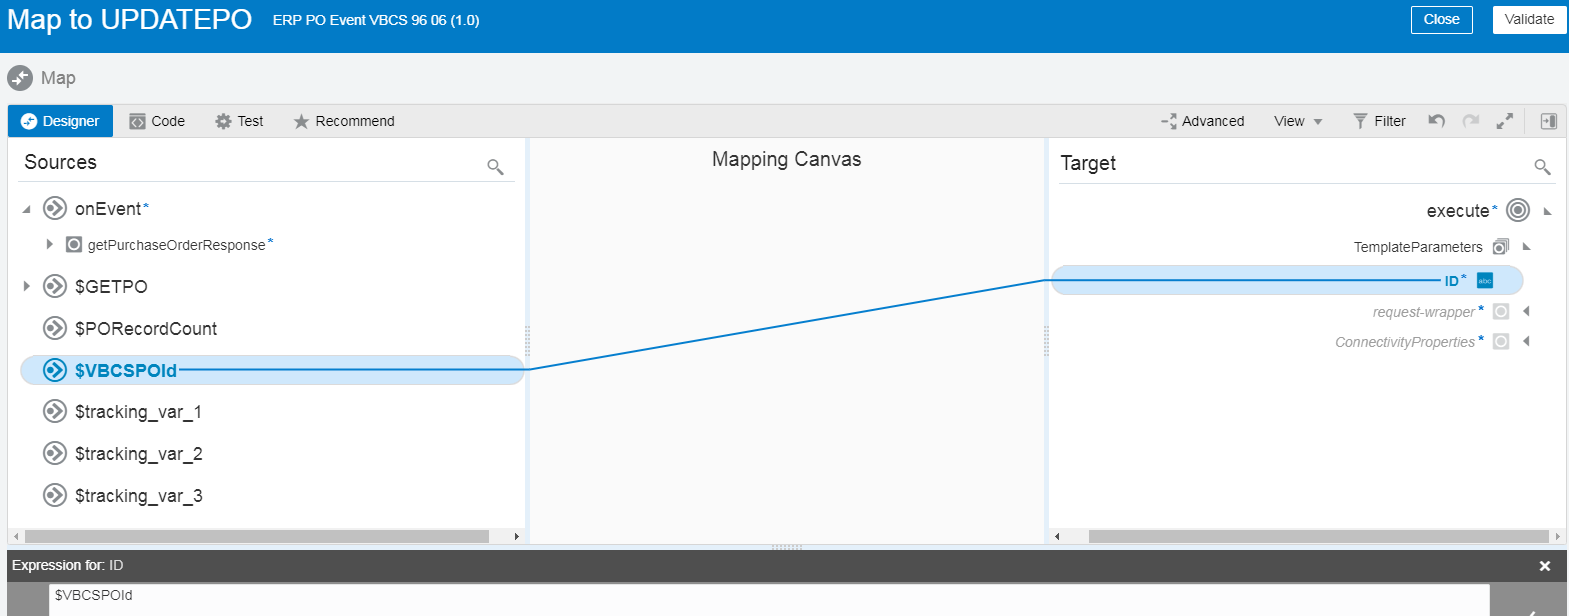 Map to UPDATEPO ERP PO Event VBCS 96 06 (1.0) Close Validate
Map
Designer Code Test Recommend Advanced View Filter
Sources Mapping Canvas Target
onEvent* execute*
getPurchaseOrderResponse* TemplateParameters
$GETPO ID* abc
$PORecordCount request-wrapper*
$VBCSPOId ConnectivityProperties*
$tracking_var_1
$tracking_var_2
$tracking_var_3
Expression for: ID
$VBCSPOId